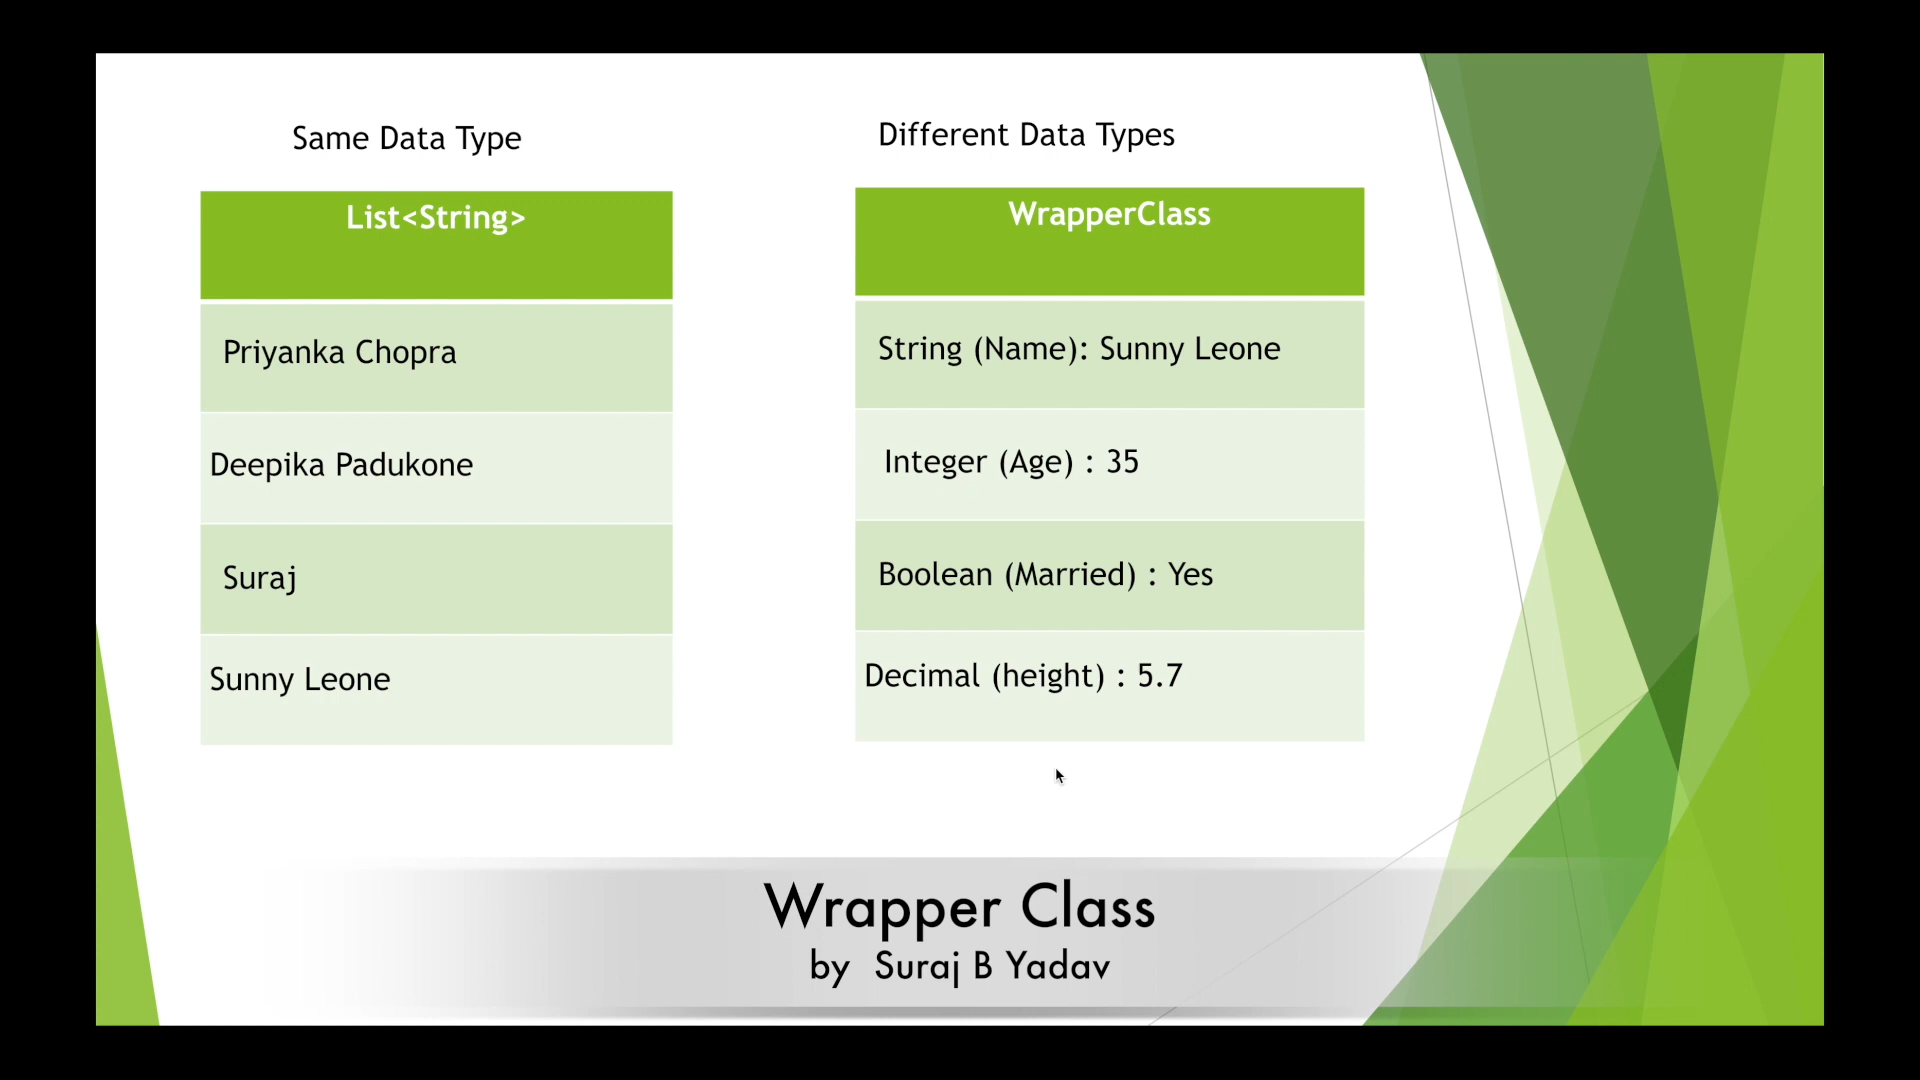 Same Data Type
List<String>
Priyanka Chopra
Deepika Padukone
Suraj
Sunny Leone
Different Data Types
WrapperClass
String (Name): Sunny Leone
Integer (Age) : 35
Boolean (Married) : Yes
Decimal (height) : 5.7
Wrapper Class
by Suraj B Yadav